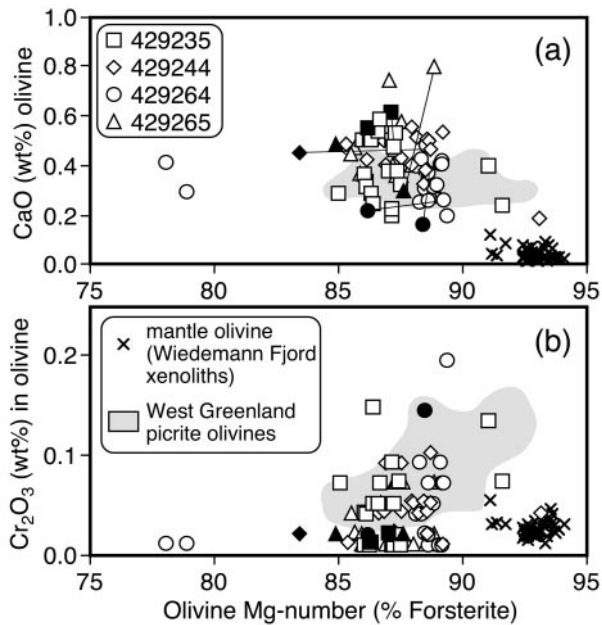 1.0
0.8
0.6
0.4
0.2
0.0
CaO (wt%) olivine
429235
429244
429264
429265
(a)
75
80
85
90
95
0.2
0.1
0.0
Cr₂O₃ (wt%) in olivine
mantle olivine
(Wiedemann Fjord
xenoliths)
West Greenland
picrite olivines
(b)
75
80
85
90
95
Olivine Mg-number (% Forsterite)